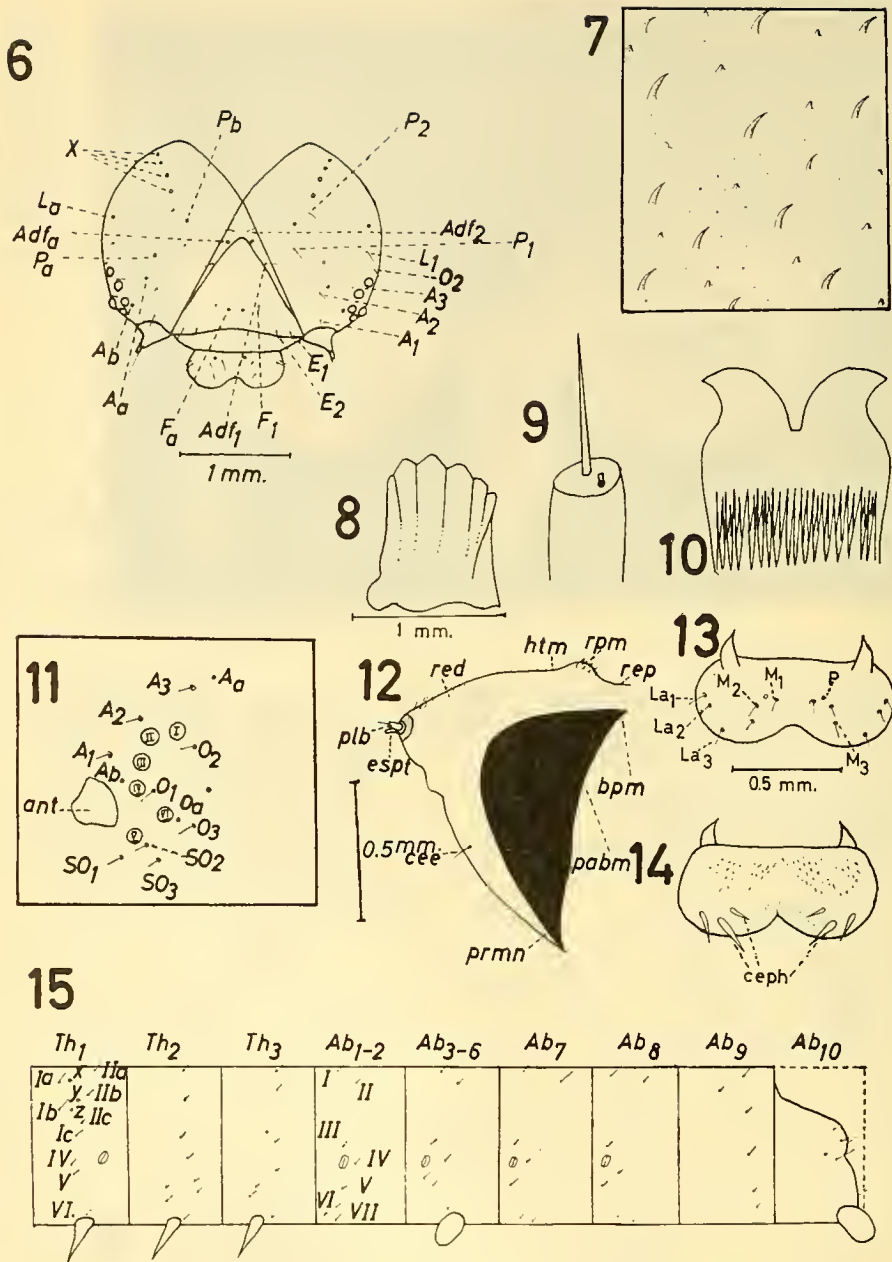 6
7
Pb
P2
X
La
Adfa
Pa
Adf2
P1
L1
O2
A3
A2
A1
Ab
Aa
E1
E2
Fa
Adf1
F1
1 mm.
8
1 mm.
9
10
11
A3
Aa
A2
I
II
O2
III
A1
Ab
IV
O1
Oa
ant
VI
O3
V
SO1
SO2
SO3
12
htm
rpm
red
rep
plb
espt
bpm
0.5 mm.
cee
pabm
prmn
13
M2
M1
P
La1
La2
La3
M3
0.5 mm.
14
ceph
15
Th1
Th2
Th3
Ab1-2
Ab3-6
Ab7
Ab8
Ab9
Ab10
Ia
X
IIa
I
y
IIb
II
Ib
Z
IIc
Ic
III
IV
IV
V
V
VI
VI
VII